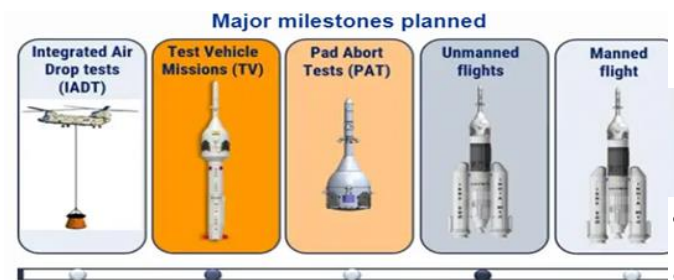 Major milestones planned
Integrated Air
Drop tests
(IADT)
Test Vehicle
Missions (TV)
Pad Abort
Tests (PAT)
Unmanned
flights
Manned
flight